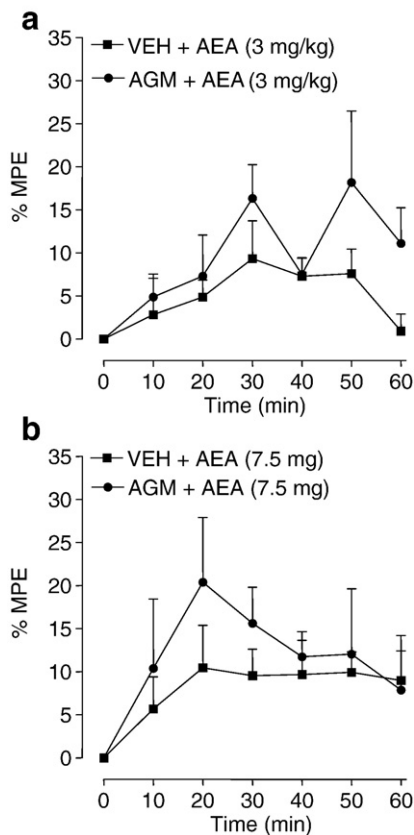 a
VEH + AEA (3 mg/kg)
AGM + AEA (3 mg/kg)
% MPE
35
30
25
20
15
10
5
0
0 10 20 30 40 50 60
Time (min)
b
VEH + AEA (7.5 mg)
AGM + AEA (7.5 mg)
% MPE
35
30
25
20
15
10
5
0
0 10 20 30 40 50 60
Time (min)